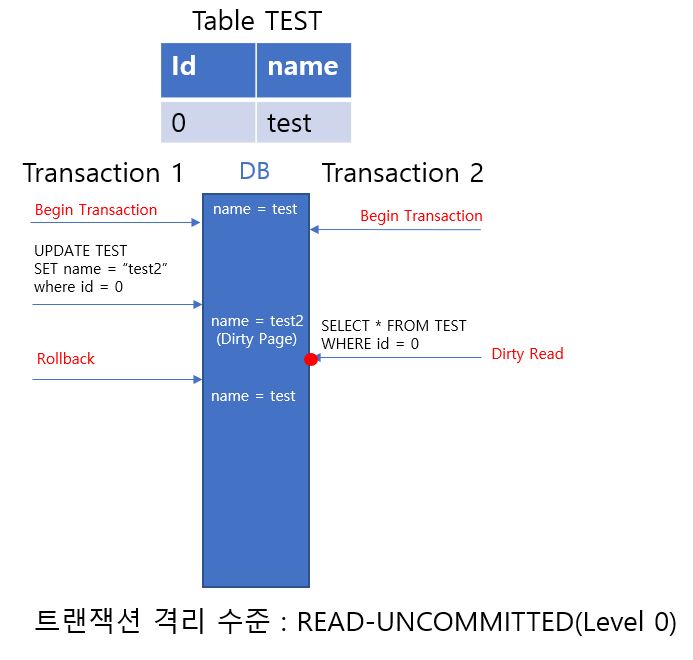 Table TEST
Id name
0 test
Transaction 1 DB Transaction 2
Begin Transaction
name = test
Begin Transaction
UPDATE TEST
SET name = “test2”
where id = 0
name = test2
(Dirty Page)
SELECT * FROM TEST
WHERE id = 0
Dirty Read
Rollback
name = test
트랜잭션 격리 수준 : READ-UNCOMMITTED(Level 0)